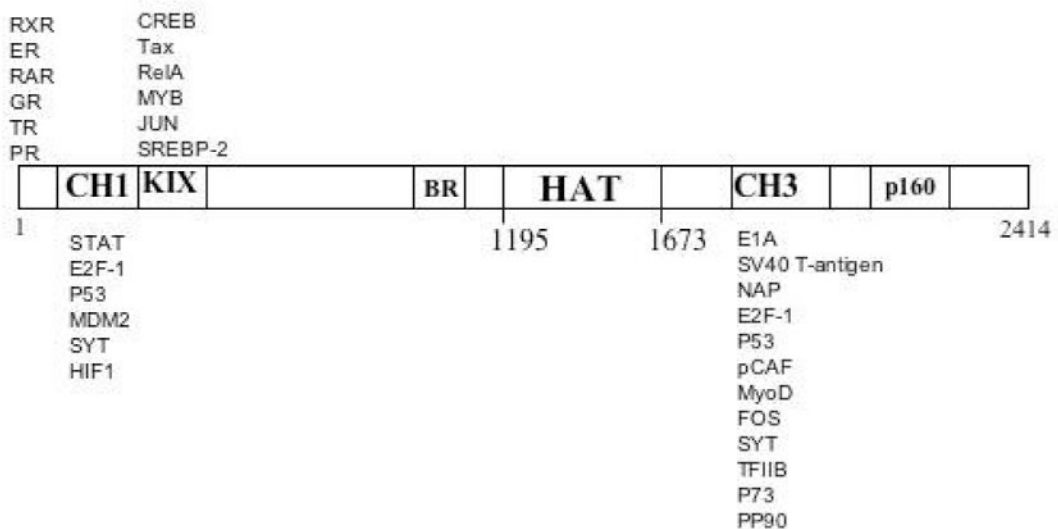 RXR CREB
ER Tax
RAR RelA
GR MYB
TR JUN
PR SREBP-2
CH1 KIX BR HAT CH3 p160
1 1195 1673 2414
STAT E1A
E2F-1 SV40 T-antigen
P53 NAP
MDM2 E2F-1
SYT P53
HIF1 pCAF
MyoD
FOS
SYT
TFIIB
P73
PP90